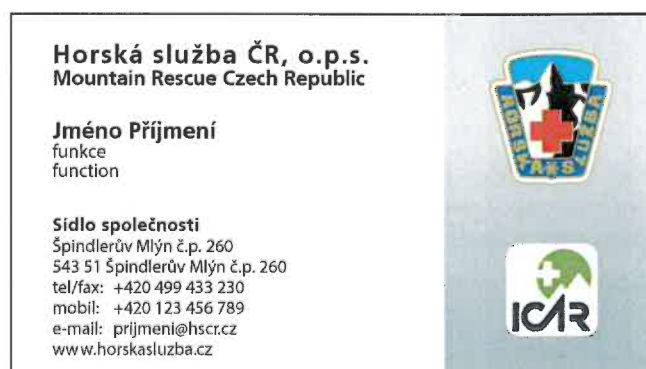 Horská služba ČR, o.p.s.
Mountain Rescue Czech Republic
Jméno Příjmení
funkce
function
Sídlo společnosti
Špindlerův Mlýn č.p. 260
543 51 Špindlerův Mlýn č.p. 260
tel/fax: +420 499 433 230
mobil: +420 123 456 789
e-mail: prijmeni@hscr.cz
www.horskasluzba.cz
HORSKÁ SLUŽBA
ICAR